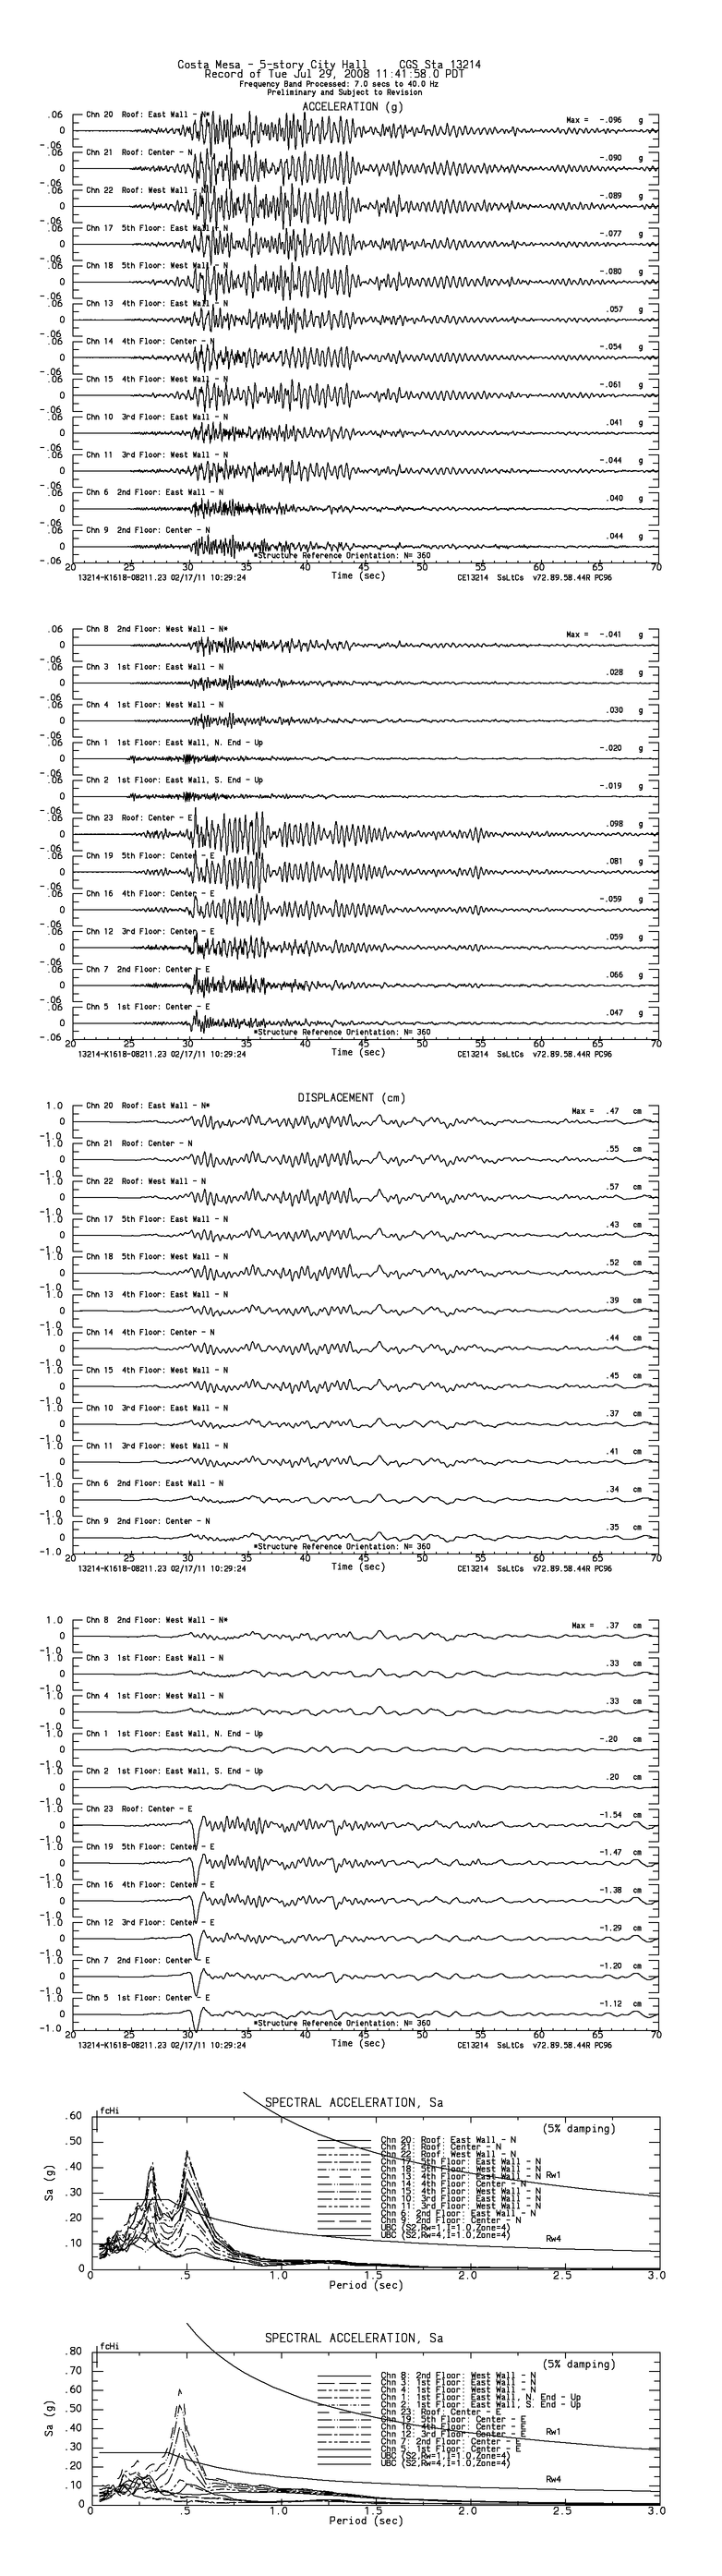 Costa Mesa - 5-story City Hall CGS Sta 13214
Record of Tue Jul 29, 2008 11:41:58.0 PDT
Frequency Band Processed: 7.0 secs to 40.0 Hz
Preliminary and Subject to Revision
ACCELERATION (g)
Chn 20 Roof: East Wall - N* Max = -.096 g
Chn 21 Roof: Center - N -.090 g
Chn 22 Roof: West Wall - N -.089 g
Chn 17 5th Floor: East Wall - N -.077 g
Chn 18 5th Floor: West Wall - N -.080 g
Chn 13 4th Floor: East Wall - N .057 g
Chn 14 4th Floor: Center - N -.054 g
Chn 15 4th Floor: West Wall - N -.061 g
Chn 10 3rd Floor: East Wall - N .041 g
Chn 11 3rd Floor: West Wall - N -.044 g
Chn 6 2nd Floor: East Wall - N .040 g
Chn 9 2nd Floor: Center - N .044 g
*Structure Reference Orientation: N= 360
20 25 30 35 40 45 50 55 60 65 70
13214-K1618-08211.23 02/17/11 10:29:24 Time (sec) CE13214 SsLtCs v72.89.58.44R PC96
Chn 8 2nd Floor: West Wall - N* Max = -.041 g
Chn 3 1st Floor: East Wall - N .028 g
Chn 4 1st Floor: West Wall - N .030 g
Chn 1 1st Floor: East Wall, N. End - Up -.020 g
Chn 2 1st Floor: East Wall, S. End - Up -.019 g
Chn 23 Roof: Center - E .098 g
Chn 19 5th Floor: Center - E .081 g
Chn 16 4th Floor: Center - E -.059 g
Chn 12 3rd Floor: Center - E .059 g
Chn 7 2nd Floor: Center - E .066 g
Chn 5 1st Floor: Center - E .047 g
*Structure Reference Orientation: N= 360
20 25 30 35 40 45 50 55 60 65 70
13214-K1618-08211.23 02/17/11 10:29:24 Time (sec) CE13214 SsLtCs v72.89.58.44R PC96
DISPLACEMENT (cm)
Chn 20 Roof: East Wall - N* Max = .47 cm
Chn 21 Roof: Center - N .55 cm
Chn 22 Roof: West Wall - N .57 cm
Chn 17 5th Floor: East Wall - N .43 cm
Chn 18 5th Floor: West Wall - N .52 cm
Chn 13 4th Floor: East Wall - N .39 cm
Chn 14 4th Floor: Center - N .44 cm
Chn 15 4th Floor: West Wall - N .45 cm
Chn 10 3rd Floor: East Wall - N .37 cm
Chn 11 3rd Floor: West Wall - N .41 cm
Chn 6 2nd Floor: East Wall - N .34 cm
Chn 9 2nd Floor: Center - N .35 cm
*Structure Reference Orientation: N= 360
20 25 30 35 40 45 50 55 60 65 70
13214-K1618-08211.23 02/17/11 10:29:24 Time (sec) CE13214 SsLtCs v72.89.58.44R PC96
Chn 8 2nd Floor: West Wall - N* Max = .37 cm
Chn 3 1st Floor: East Wall - N .33 cm
Chn 4 1st Floor: West Wall - N .33 cm
Chn 1 1st Floor: East Wall, N. End - Up -.20 cm
Chn 2 1st Floor: East Wall, S. End - Up .20 cm
Chn 23 Roof: Center - E -1.54 cm
Chn 19 5th Floor: Center - E -1.47 cm
Chn 16 4th Floor: Center - E -1.38 cm
Chn 12 3rd Floor: Center - E -1.29 cm
Chn 7 2nd Floor: Center - E -1.20 cm
Chn 5 1st Floor: Center - E -1.12 cm
*Structure Reference Orientation: N= 360
20 25 30 35 40 45 50 55 60 65 70
13214-K1618-08211.23 02/17/11 10:29:24 Time (sec) CE13214 SsLtCs v72.89.58.44R PC96
SPECTRAL ACCELERATION, Sa
fcHi
(5% damping)
Chn 20: Roof: East Wall - N
Chn 21: Roof: Center - N
Chn 22: Roof: West Wall - N
Chn 17: 5th Floor: East Wall - N
Chn 18: 5th Floor: West Wall - N
Chn 13: 4th Floor: East Wall - N Rw1
Chn 14: 4th Floor: Center - N
Chn 15: 4th Floor: West Wall - N
Chn 10: 3rd Floor: East Wall - N
Chn 11: 3rd Floor: West Wall - N
Chn 6: 2nd Floor: East Wall - N
Chn 9: 2nd Floor: Center - N
UBC (S2,Rw=1,I=1.0,Zone=4)
UBC (S2,Rw=4,I=1.0,Zone=4) Rw4
Sa (g)
.60
.50
.40
.30
.20
.10
0
0 .5 1.0 1.5 2.0 2.5 3.0
Period (sec)
SPECTRAL ACCELERATION, Sa
fcHi
(5% damping)
Chn 8: 2nd Floor: West Wall - N
Chn 3: 1st Floor: East Wall - N
Chn 4: 1st Floor: West Wall - N
Chn 1: 1st Floor: East Wall, N. End - Up
Chn 2: 1st Floor: East Wall, S. End - Up
Chn 23: Roof: Center - E
Chn 19: 5th Floor: Center - E
Chn 16: 4th Floor: Center - E
Chn 12: 3rd Floor: Center - E Rw1
Chn 7: 2nd Floor: Center - E
Chn 5: 1st Floor: Center - E
UBC (S2,Rw=1,I=1.0,Zone=4)
UBC (S2,Rw=4,I=1.0,Zone=4)
Rw4
Sa (g)
.80
.70
.60
.50
.40
.30
.20
.10
0
0 .5 1.0 1.5 2.0 2.5 3.0
Period (sec)